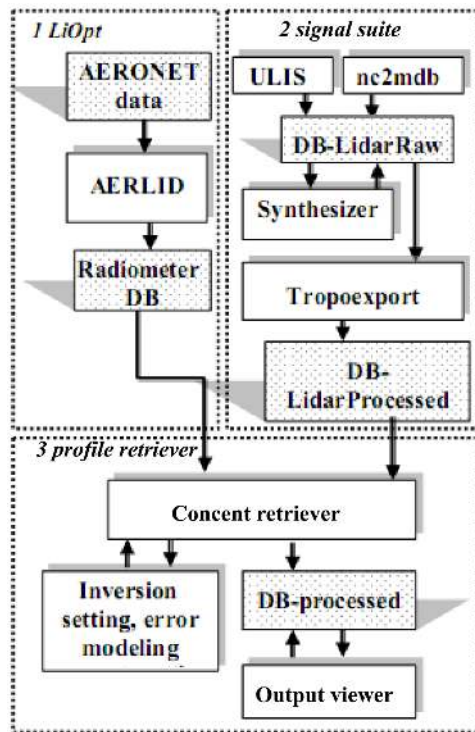 1 LiOpt
AERONET
data
AERLID
Radiometer
DB
2 signal suite
ULIS
nc2mdb
DB-LidarRaw
Synthesizer
Tropoexport
DB-
LidarProcessed
3 profile retriever
Concent retriever
Inversion
setting, error
modeling
DB-processed
Output viewer